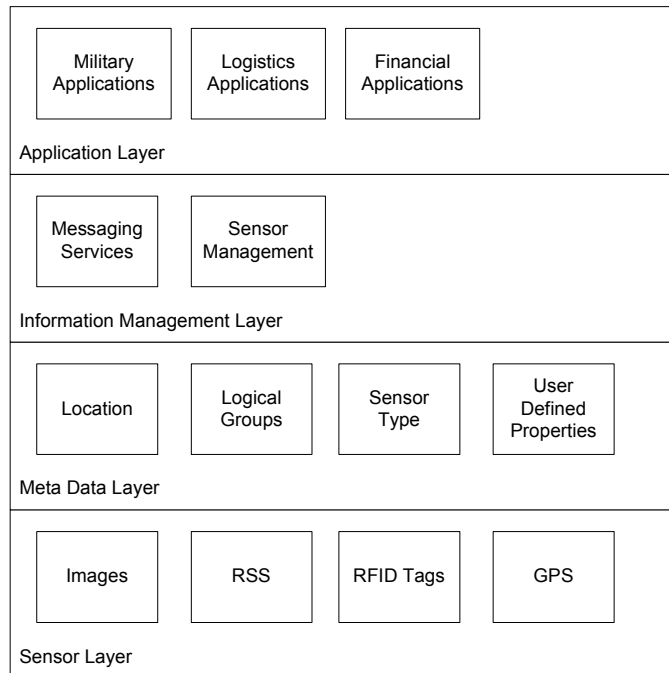 Military
Applications
Logistics
Applications
Financial
Applications
Application Layer
Messaging
Services
Sensor
Management
Information Management Layer
Location
Logical
Groups
Sensor
Type
User
Defined
Properties
Meta Data Layer
Images
RSS
RFID Tags
GPS
Sensor Layer